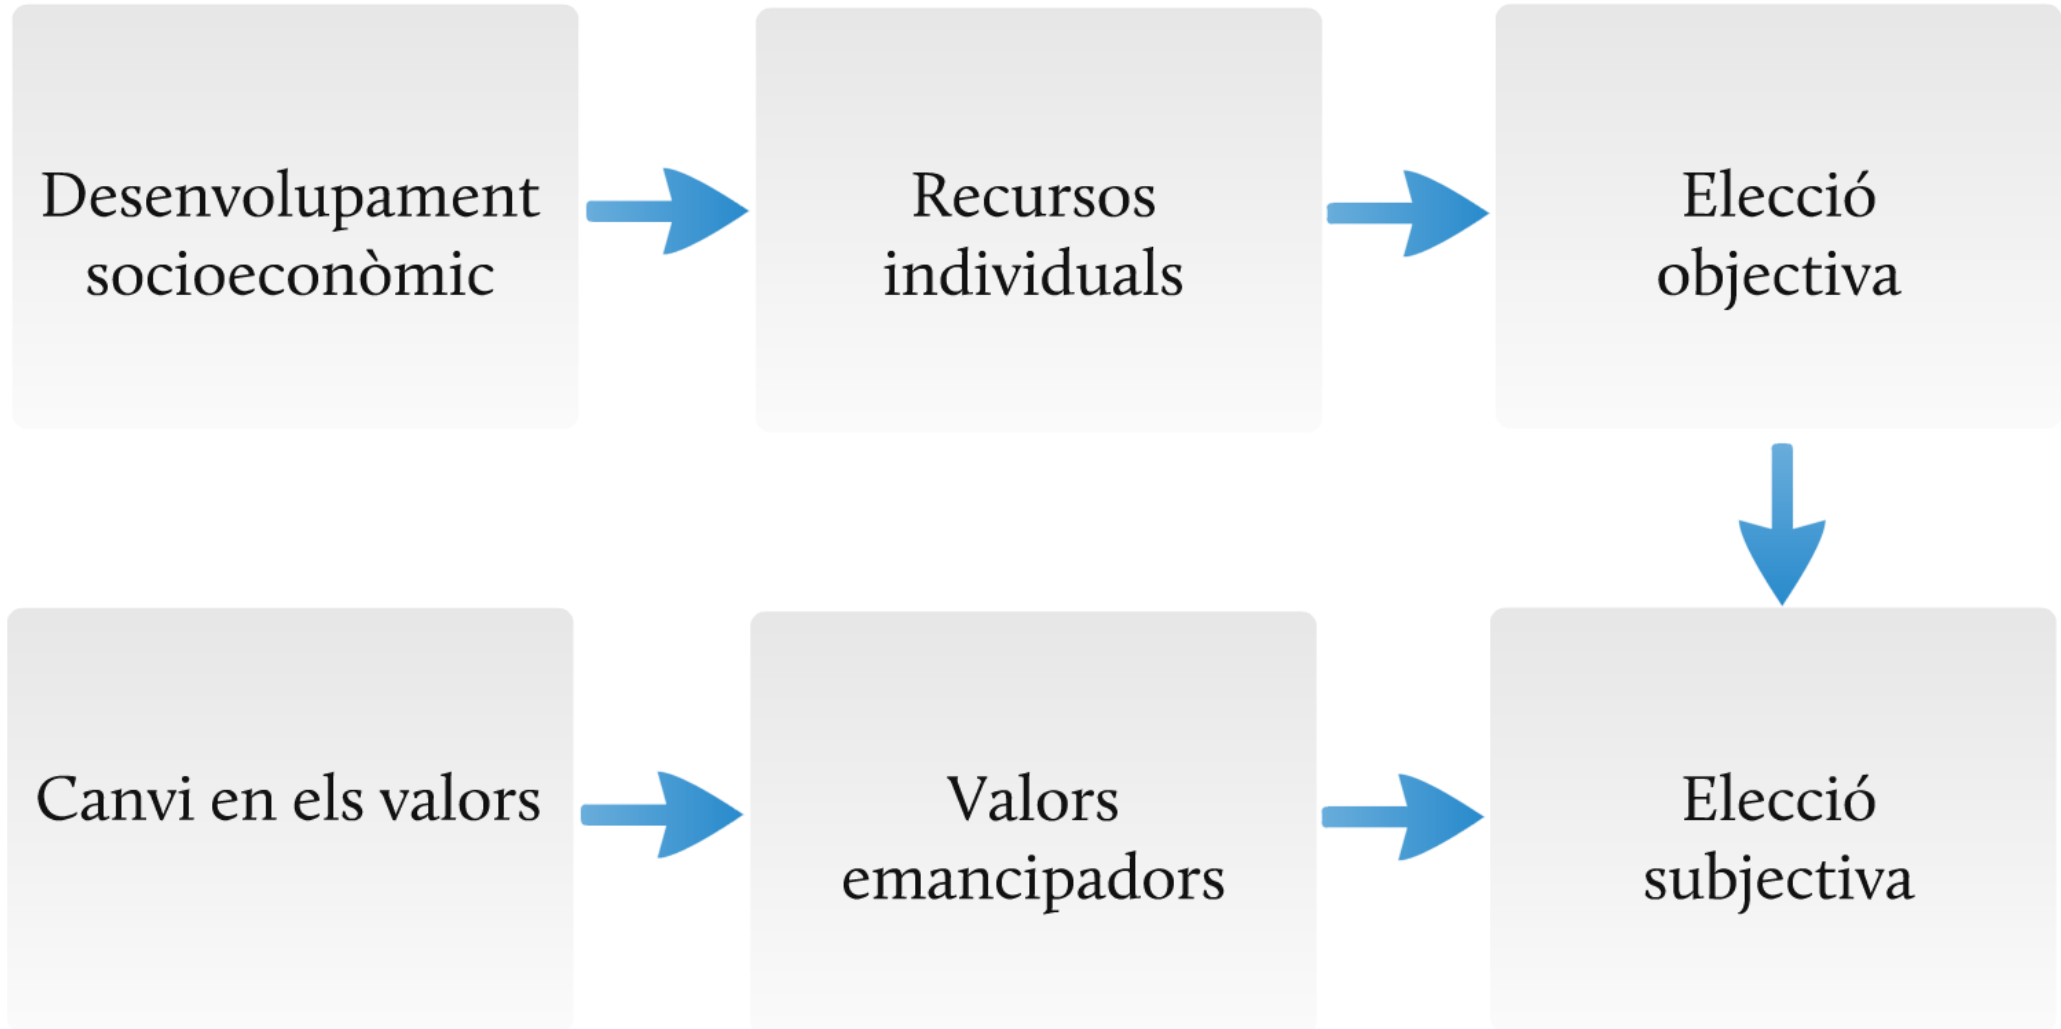 Desenvolupament
socioeconòmic
Recursos
individuals
Elecció
objectiva
Canvi en els valors
Valors
emancipadors
Elecció
subjectiva